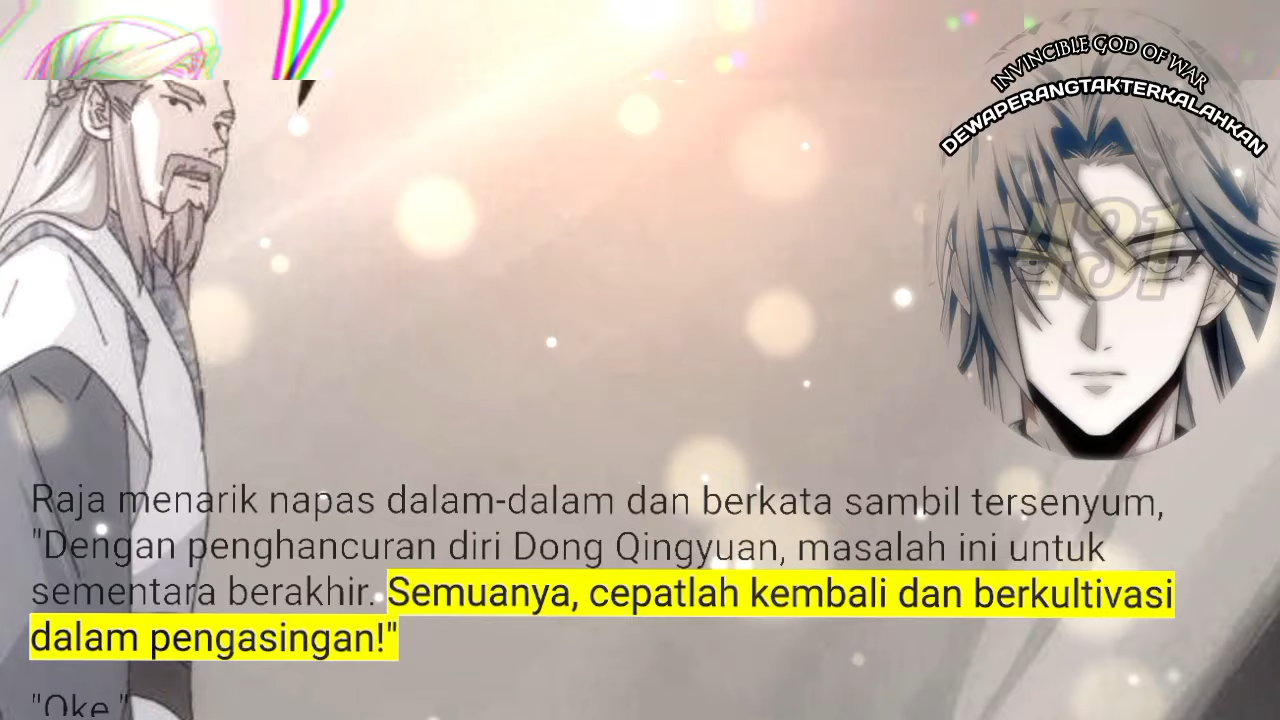 INVINCIBLE GOD OF WAR
DEWAPERANGTAKTERKALAHKAN
431
Raja menarik napas dalam-dalam dan berkata sambil tersenyum,
"Dengan penghancuran diri Dong Qingyuan, masalah ini untuk
sementara berakhir. Semuanya, cepatlah kembali dan berkultivasi
dalam pengasingan!"
"Oke."